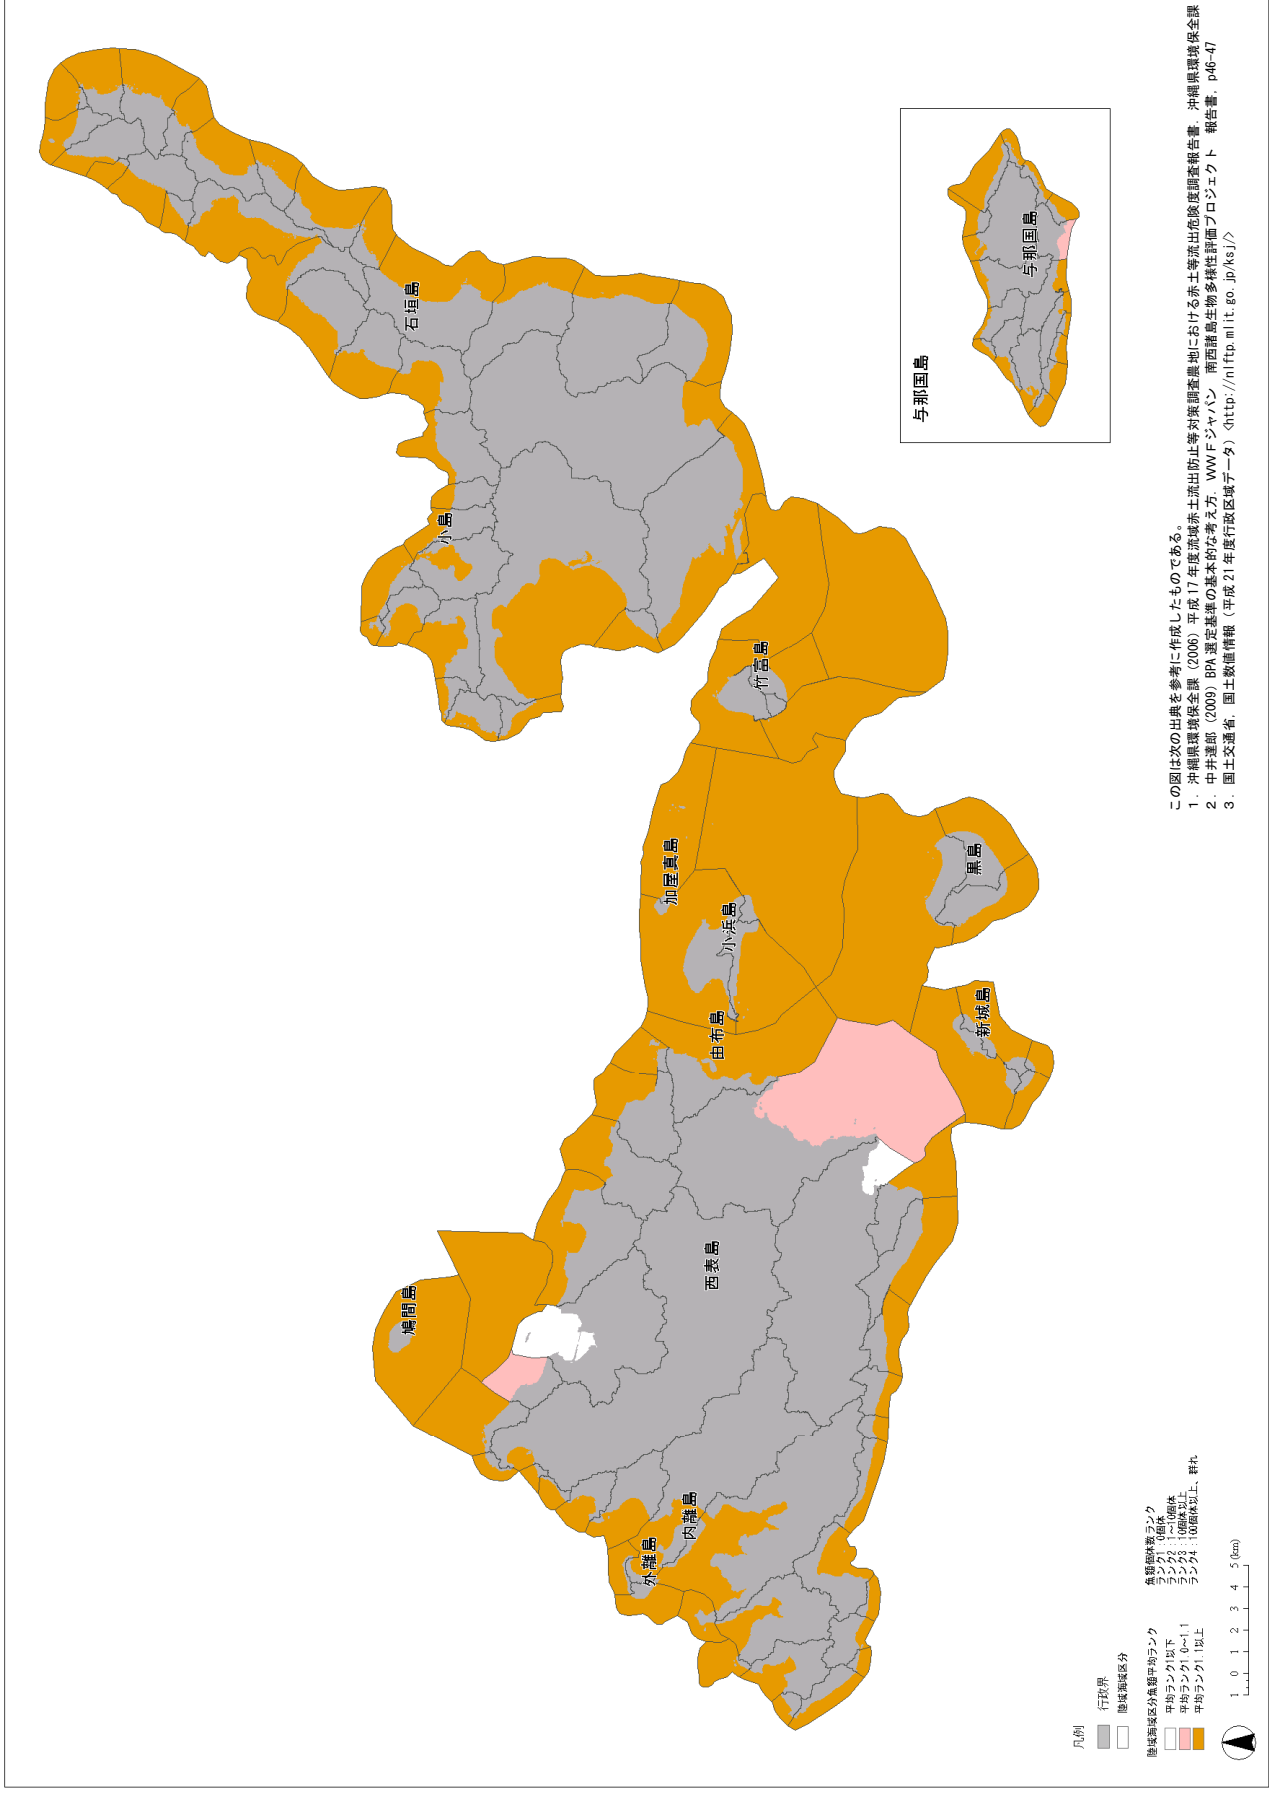 石垣島
小島
竹富島
加屋真島
小浜島
由布島
黒島
新城島
西表島
鳩間島
内離島
外離島
与那国島
与那国島
この図は次の出典を参考に作成したものである。
1. 沖縄県環境保全課 (2006) 平成17年度流域赤土流出防止等対策調査農地における赤土等流出危険度調査報告書. 沖縄県環境保全課
2. 中井達郎 (2009) BPA選定基準の基本的な考え方. WWFジャパン 南西諸島生物多様性評価プロジェクト 報告書, p46-47
3. 国土交通省, 国土数値情報 (平成21年度行政区域データ) <http://nlftp.mlit.go.jp/ksj/>
凡例
行政界
陸域海域区分
陸域海域区分魚類平均ランク
平均ランク1以下
平均ランク1.0~1.1
平均ランク1.1以上
魚類個体数ランク
ランク1 : 0個体
ランク2 : 1~10個体
ランク3 : 10個体以上
ランク4 : 100個体以上、群れ
1 0 1 2 3 4 5 (km)